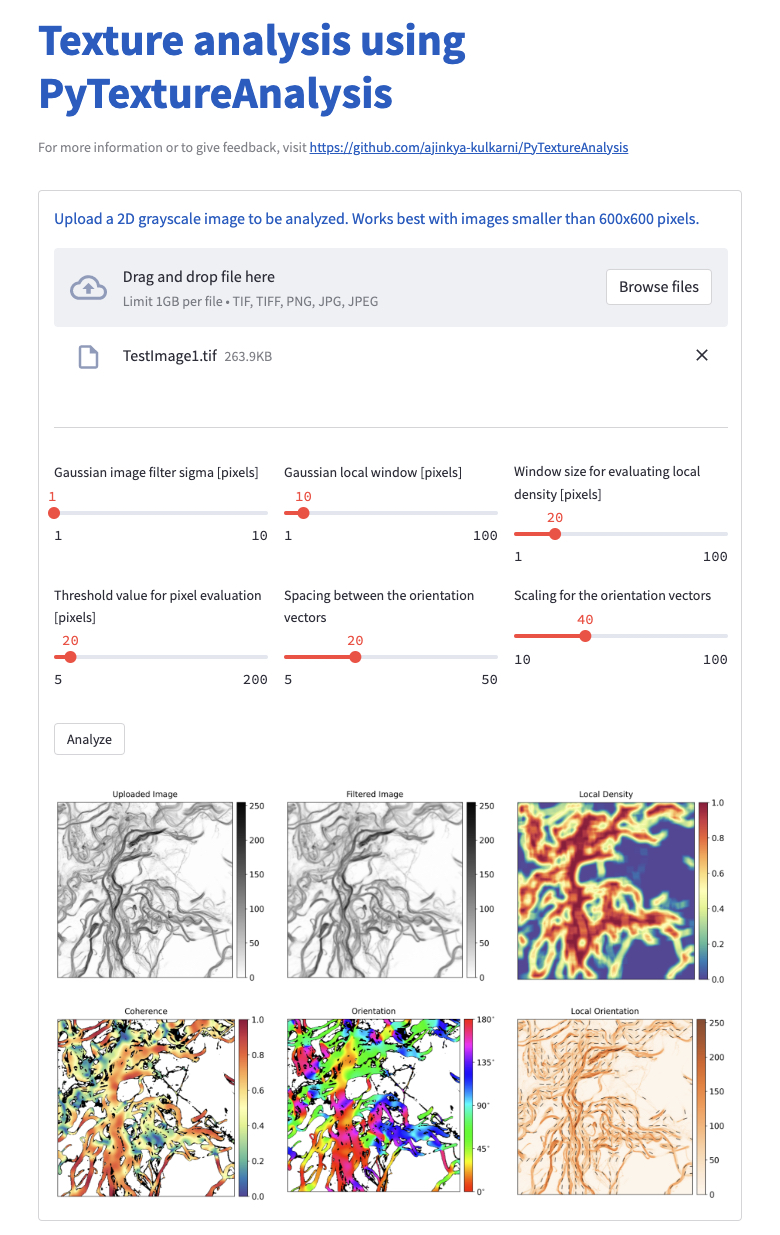 Texture analysis using
PyTextureAnalysis
For more information or to give feedback, visit https://github.com/ajinkya-kulkarni/PyTextureAnalysis
Upload a 2D grayscale image to be analyzed. Works best with images smaller than 600x600 pixels.
Drag and drop file here
Limit 1GB per file • TIF, TIFF, PNG, JPG, JPEG
Browse files
TestImage1.tif 263.9KB
Gaussian image filter sigma [pixels]
1
1 10
Gaussian local window [pixels]
10
1 100
Window size for evaluating local
density [pixels]
20
1 100
Threshold value for pixel evaluation
[pixels]
20
5 200
Spacing between the orientation
vectors
20
5 50
Scaling for the orientation vectors
40
10 100
Analyze
Uploaded Image
250
200
150
100
50
0
Filtered Image
250
200
150
100
50
0
Local Density
1.0
0.8
0.6
0.4
0.2
0.0
Coherence
1.0
0.8
0.6
0.4
0.2
0.0
Orientation
180°
135°
90°
45°
0°
Local Orientation
250
200
150
100
50
0